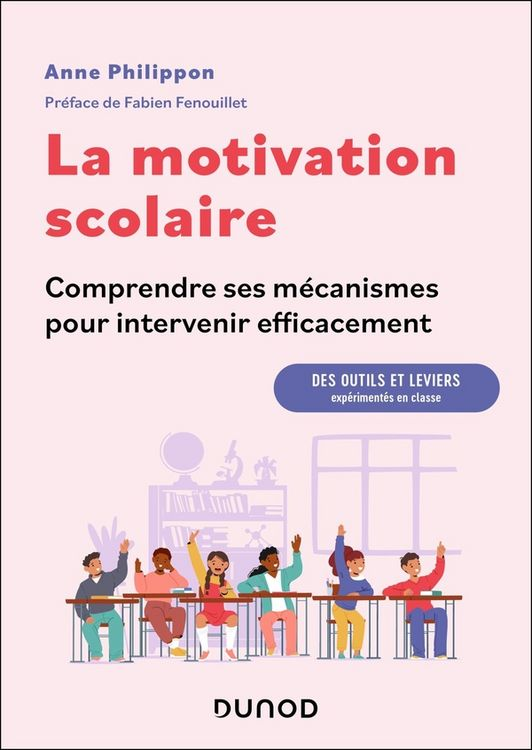 Anne Philippon
Préface de Fabien Fenouillet
La motivation
scolaire
Comprendre ses mécanismes
pour intervenir efficacement
DES OUTILS ET LEVIERS
expérimentés en classe
DUNOD